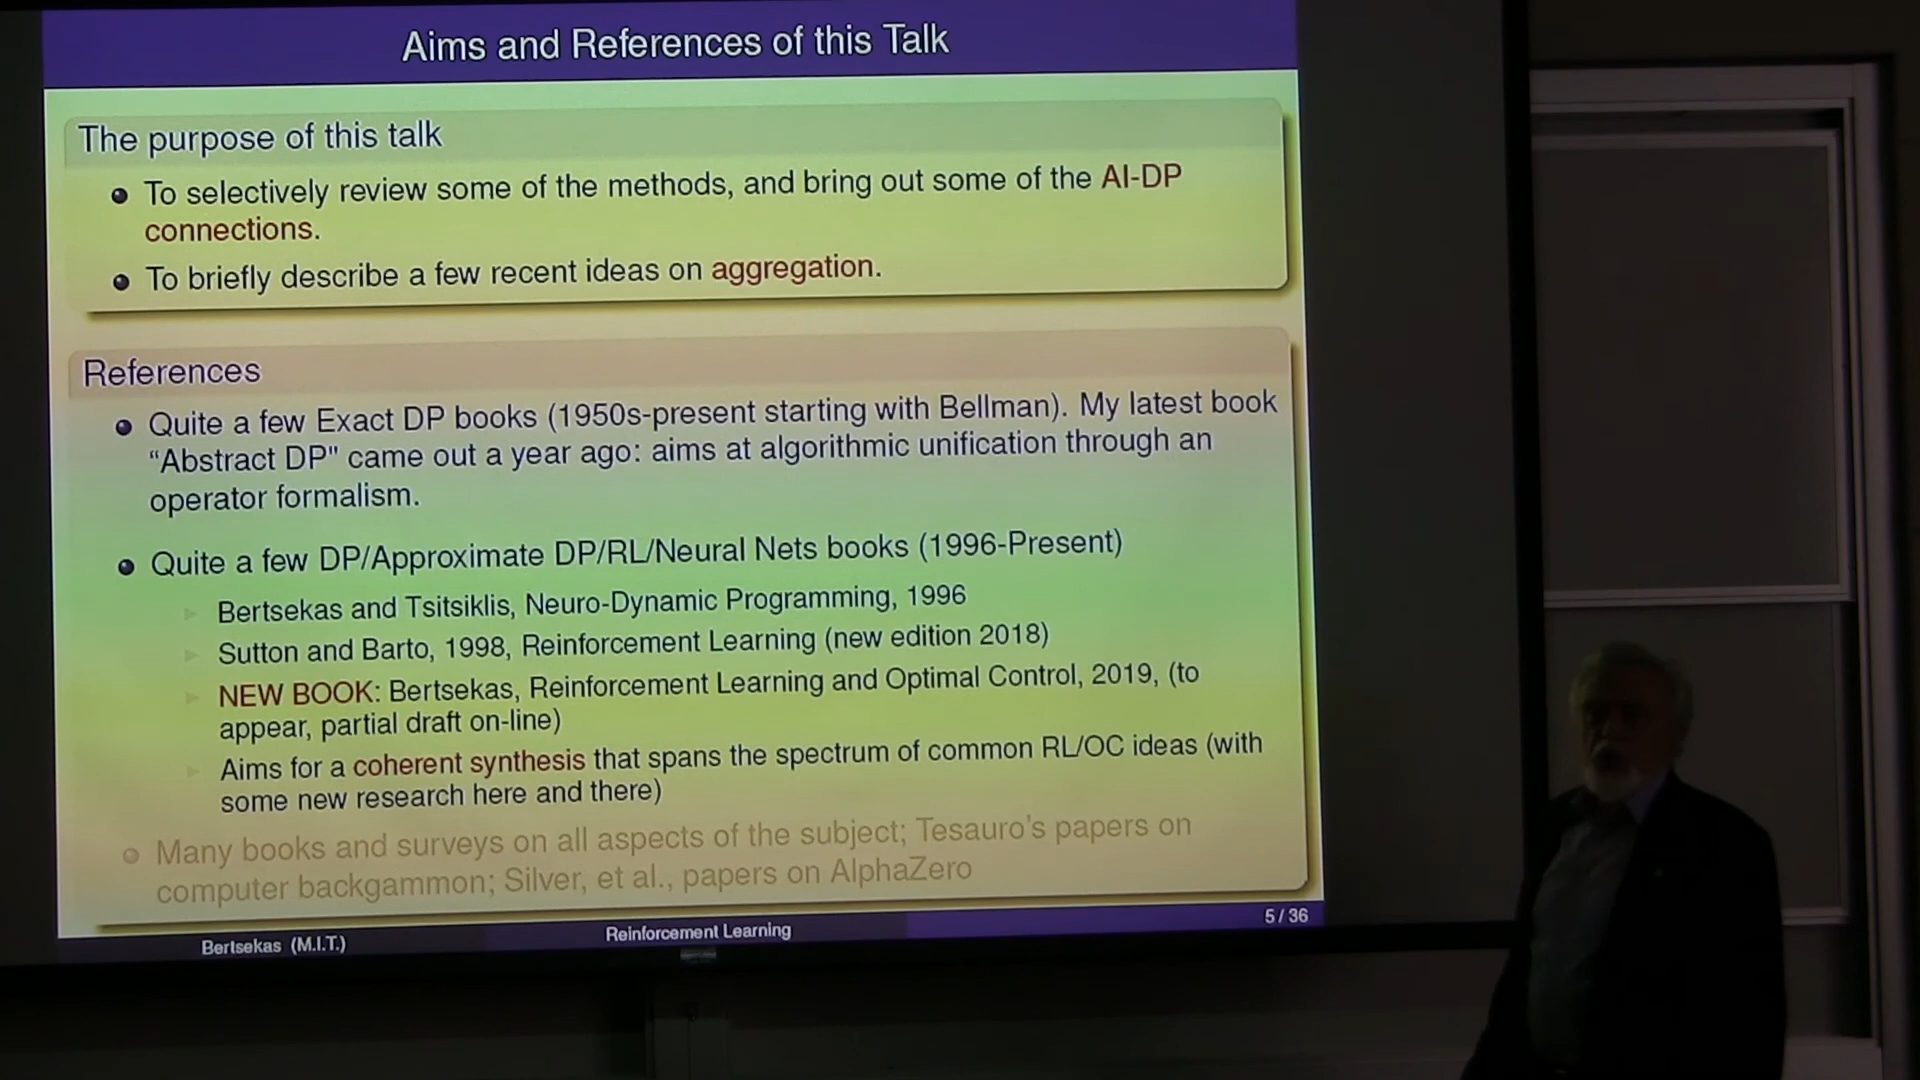 Aims and References of this Talk
The purpose of this talk
To selectively review some of the methods, and bring out some of the AI-DP
connections.
To briefly describe a few recent ideas on aggregation.
References
Quite a few Exact DP books (1950s-present starting with Bellman). My latest book
“Abstract DP" came out a year ago: aims at algorithmic unification through an
operator formalism.
Quite a few DP/Approximate DP/RL/Neural Nets books (1996-Present)
Bertsekas and Tsitsiklis, Neuro-Dynamic Programming, 1996
Sutton and Barto, 1998, Reinforcement Learning (new edition 2018)
NEW BOOK: Bertsekas, Reinforcement Learning and Optimal Control, 2019, (to
appear, partial draft on-line)
Aims for a coherent synthesis that spans the spectrum of common RL/OC ideas (with
some new research here and there)
Many books and surveys on all aspects of the subject; Tesauro's papers on
computer backgammon; Silver, et al., papers on AlphaZero
Bertsekas (M.I.T.)
Reinforcement Learning
5 / 36